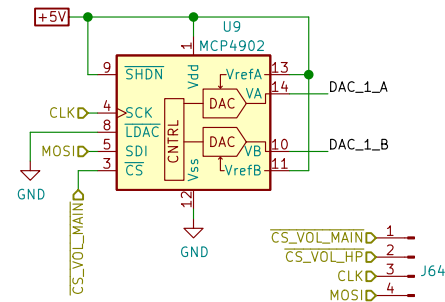 +5V
U9
MCP4902
1
9
SHDN
Vdd
VrefA
13
CLK
4
SCK
DAC
VA
14
DAC_1_A
8
LDAC
CNTRL
MOSI
5
SDI
DAC
VB
10
DAC_1_B
3
CS
Vss
VrefB
11
GND
12
CS_VOL_MAIN
GND
CS_VOL_MAIN
1
CS_VOL_HP
2
CLK
3
J64
MOSI
4